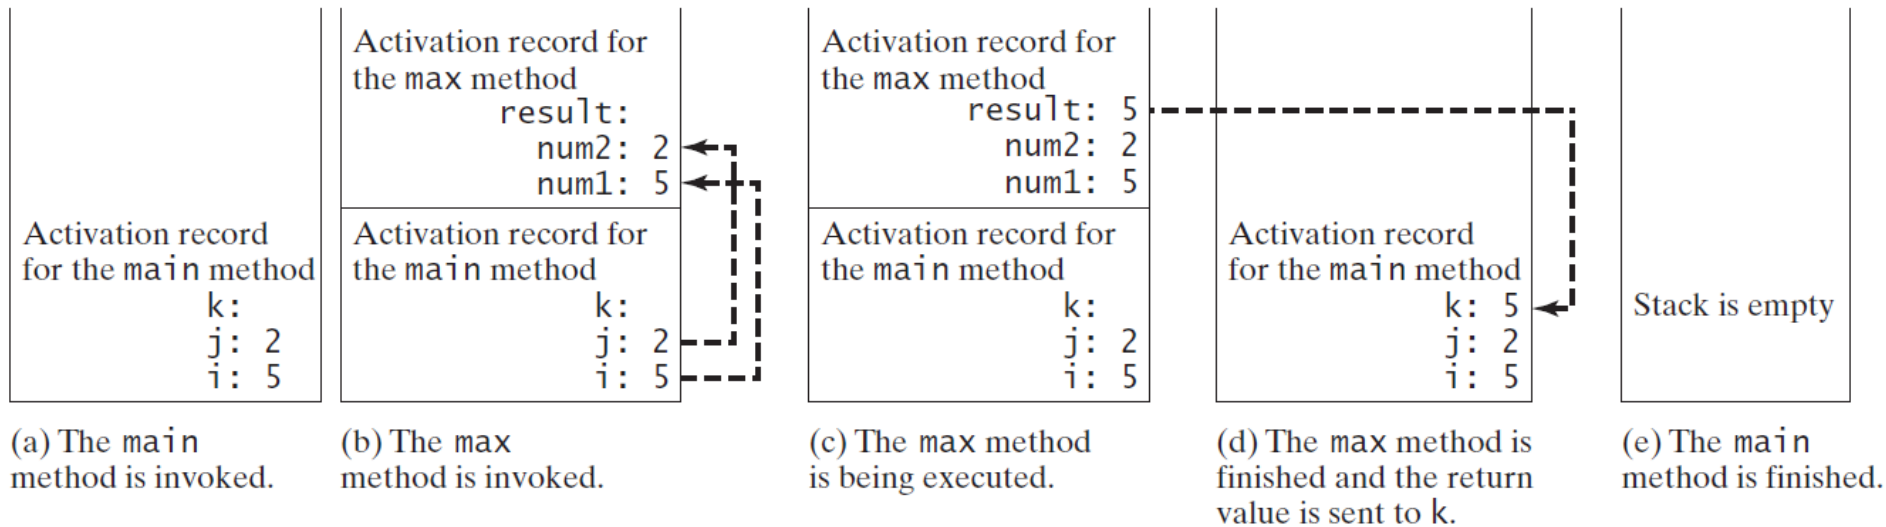 Activation record
for the main method
k:
j: 2
i: 5
(a) The main
method is invoked.
Activation record for
the max method
result:
num2: 2
num1: 5
Activation record for
the main method
k:
j: 2
i: 5
(b) The max
method is invoked.
Activation record for
the max method
result: 5
num2: 2
num1: 5
Activation record for
the main method
k:
j: 2
i: 5
(c) The max method
is being executed.
Activation record
for the main method
k: 5
j: 2
i: 5
(d) The max method is
finished and the return
value is sent to k.
Stack is empty
(e) The main
method is finished.